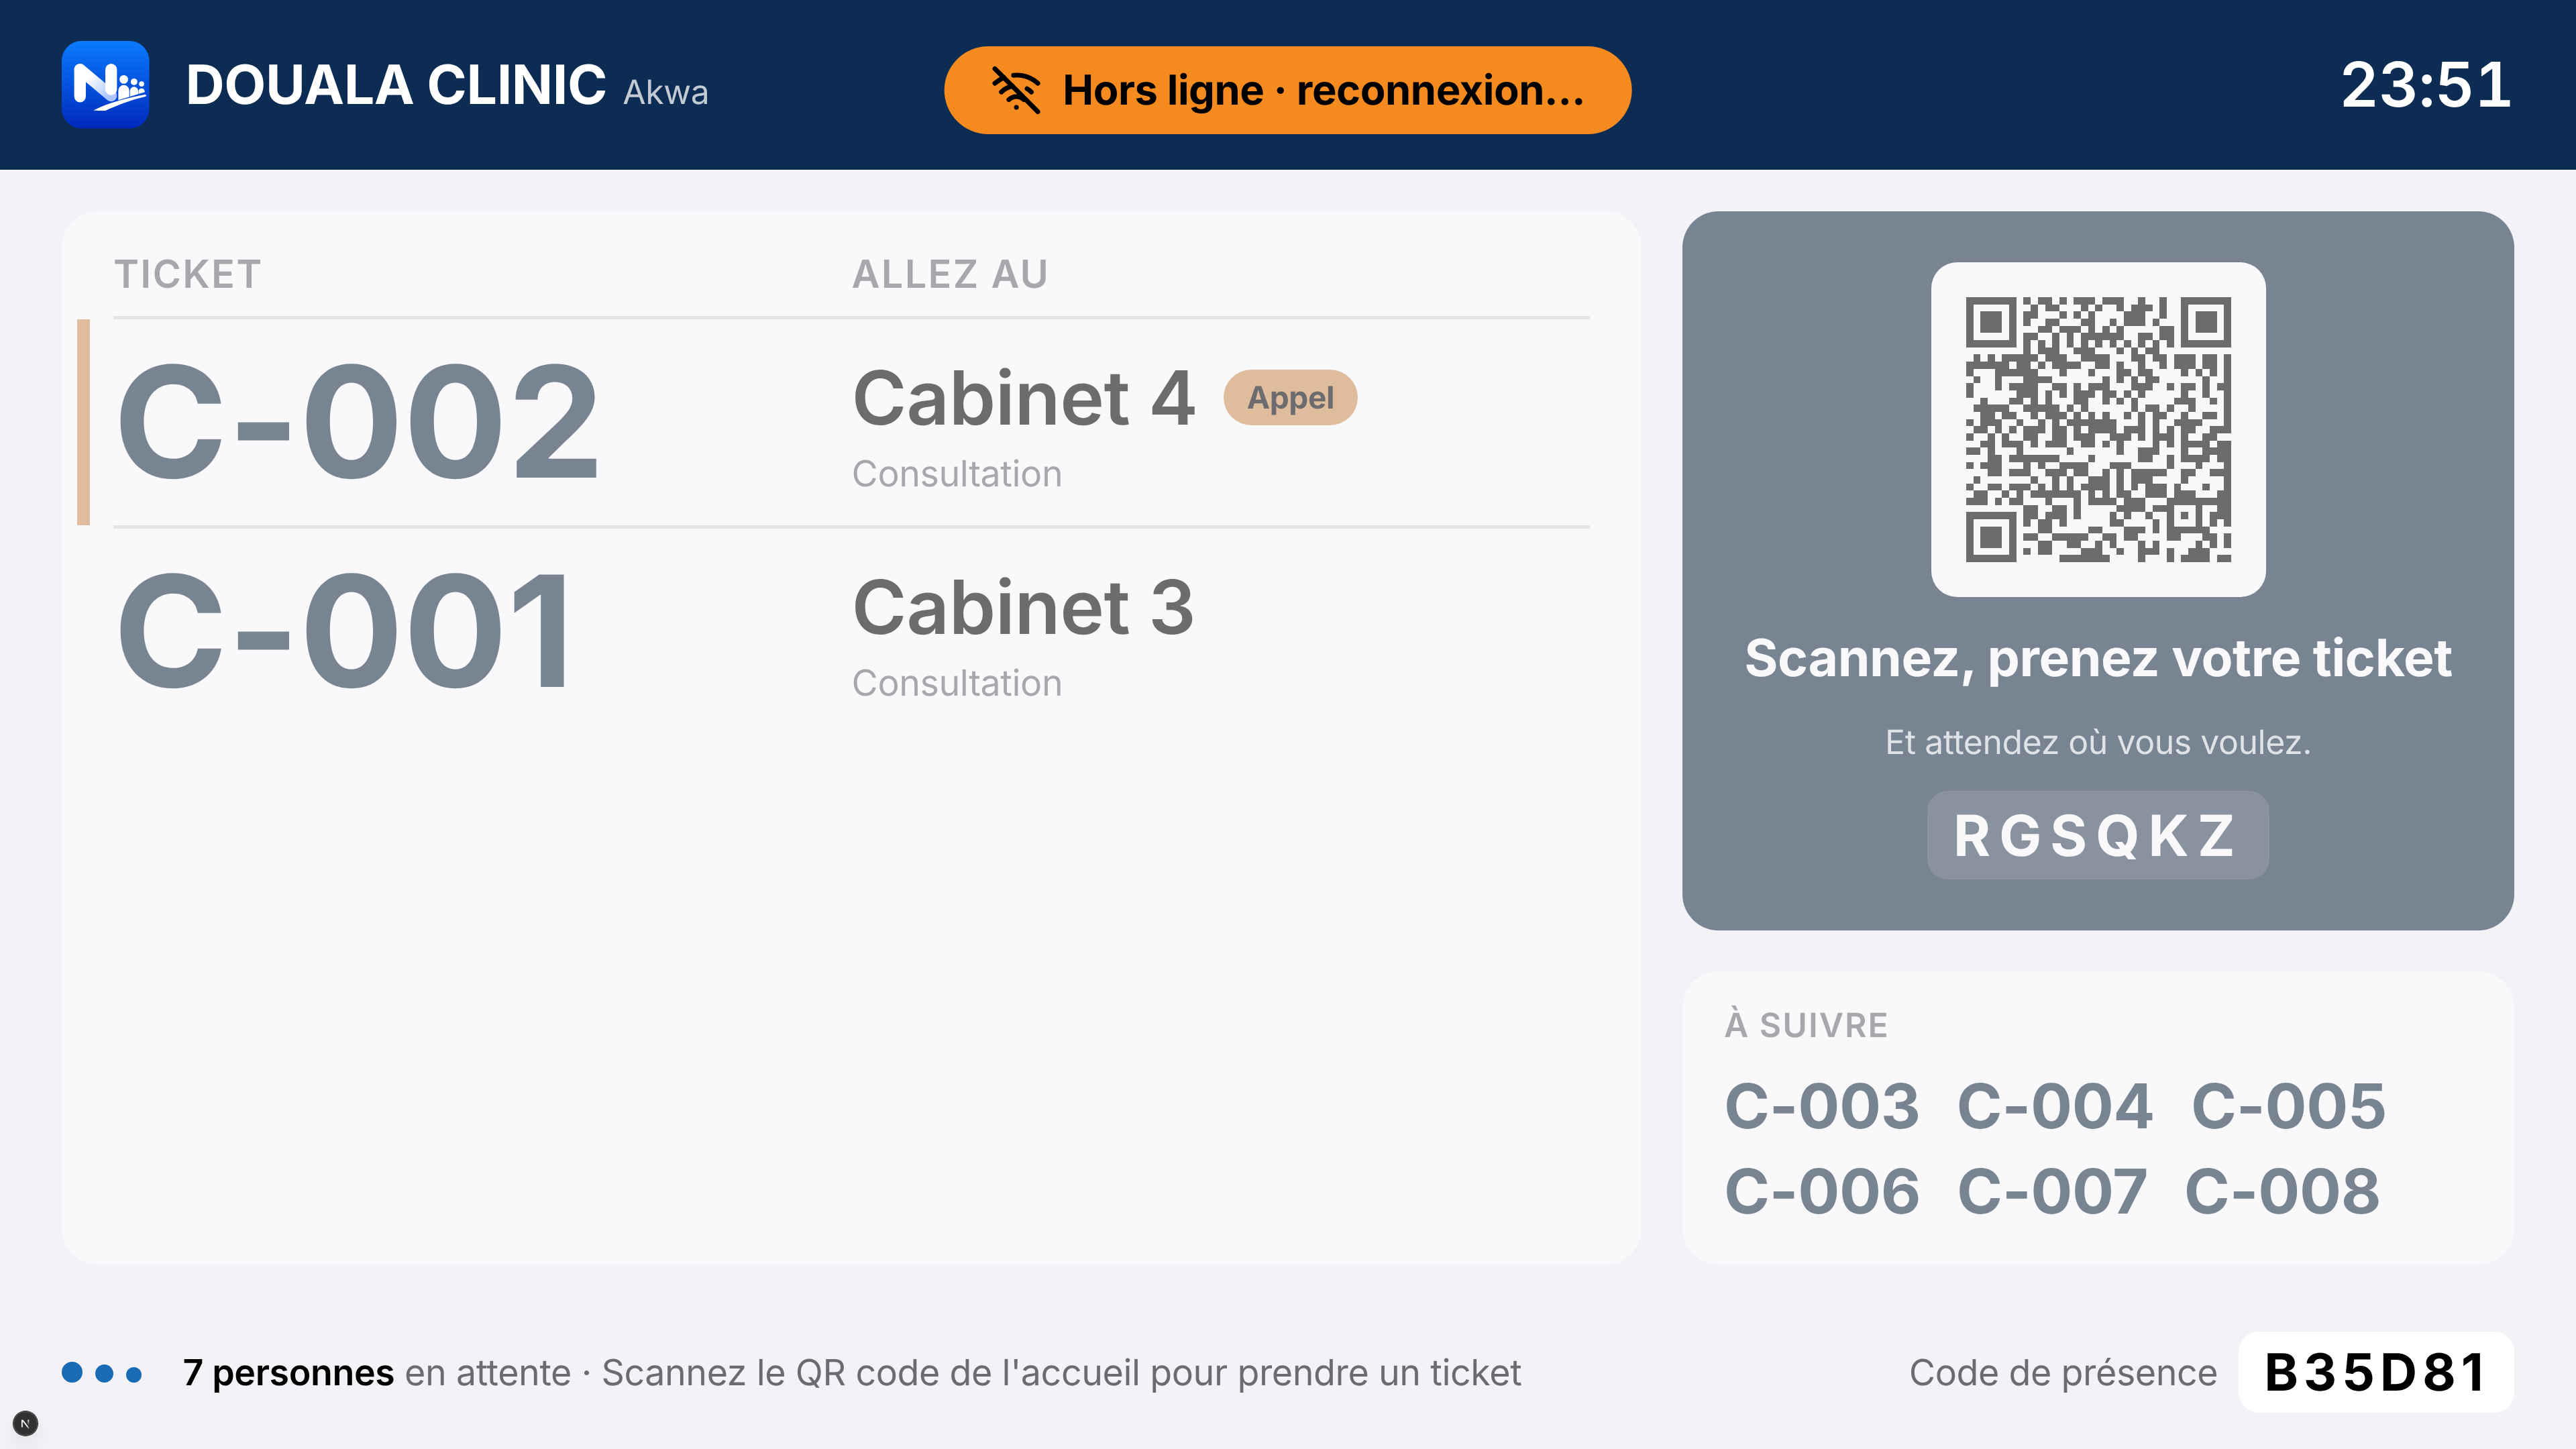 DOUALA CLINIC Akwa
Hors ligne · reconnexion...
23:51
TICKET ALLEZ AU
C-002 Cabinet 4 Appel
Consultation
C-001 Cabinet 3
Consultation
Scannez, prenez votre ticket
Et attendez où vous voulez.
RGSQKZ
À SUIVRE
C-003 C-004 C-005
C-006 C-007 C-008
7 personnes en attente · Scannez le QR code de l'accueil pour prendre un ticket
Code de présence B35D81
N